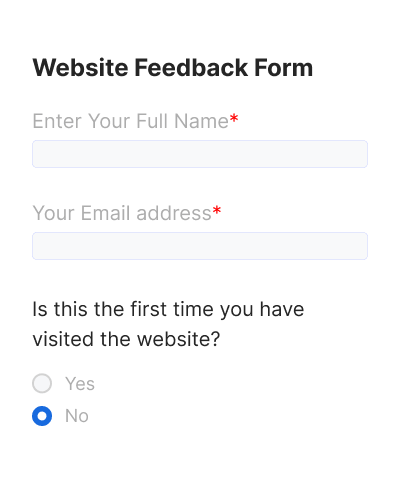 Website Feedback Form
Enter Your Full Name*
Your Email address*
Is this the first time you have
visited the website?
Yes
No